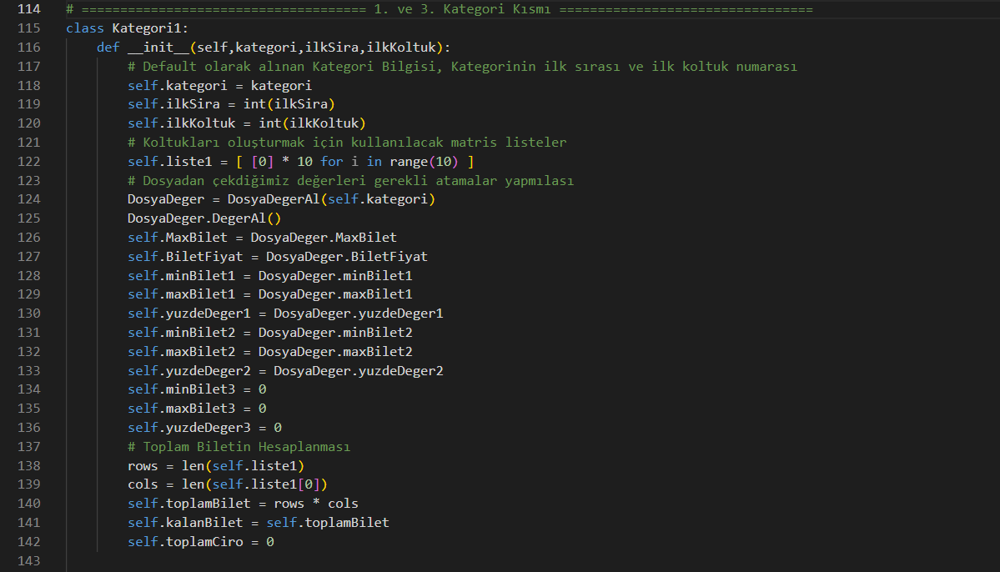 114 # ===================================== 1. ve 3. Kategori Kısmı =================================
115 class Kategori1:
116     def __init__(self,kategori,ilkSira,ilkKoltuk):
117         # Default olarak alınan Kategori Bilgisi, Kategorinin ilk sırası ve ilk koltuk numarası
118         self.kategori = kategori
119         self.ilkSira = int(ilkSira)
120         self.ilkKoltuk = int(ilkKoltuk)
121         # Koltukları oluşturmak için kullanılacak matris listeler
122         self.liste1 = [ [0] * 10 for i in range(10) ]
123         # Dosyadan çekdiğimiz değerleri gerekli atamalar yapmılası
124         DosyaDeger = DosyaDegerAl(self.kategori)
125         DosyaDeger.DegerAl()
126         self.MaxBilet = DosyaDeger.MaxBilet
127         self.BiletFiyat = DosyaDeger.BiletFiyat
128         self.minBilet1 = DosyaDeger.minBilet1
129         self.maxBilet1 = DosyaDeger.maxBilet1
130         self.yuzdeDeger1 = DosyaDeger.yuzdeDeger1
131         self.minBilet2 = DosyaDeger.minBilet2
132         self.maxBilet2 = DosyaDeger.maxBilet2
133         self.yuzdeDeger2 = DosyaDeger.yuzdeDeger2
134         self.minBilet3 = 0
135         self.maxBilet3 = 0
136         self.yuzdeDeger3 = 0
137         # Toplam Biletin Hesaplanması
138         rows = len(self.liste1)
139         cols = len(self.liste1[0])
140         self.toplamBilet = rows * cols
141         self.kalanBilet = self.toplamBilet
142         self.toplamCiro = 0
143